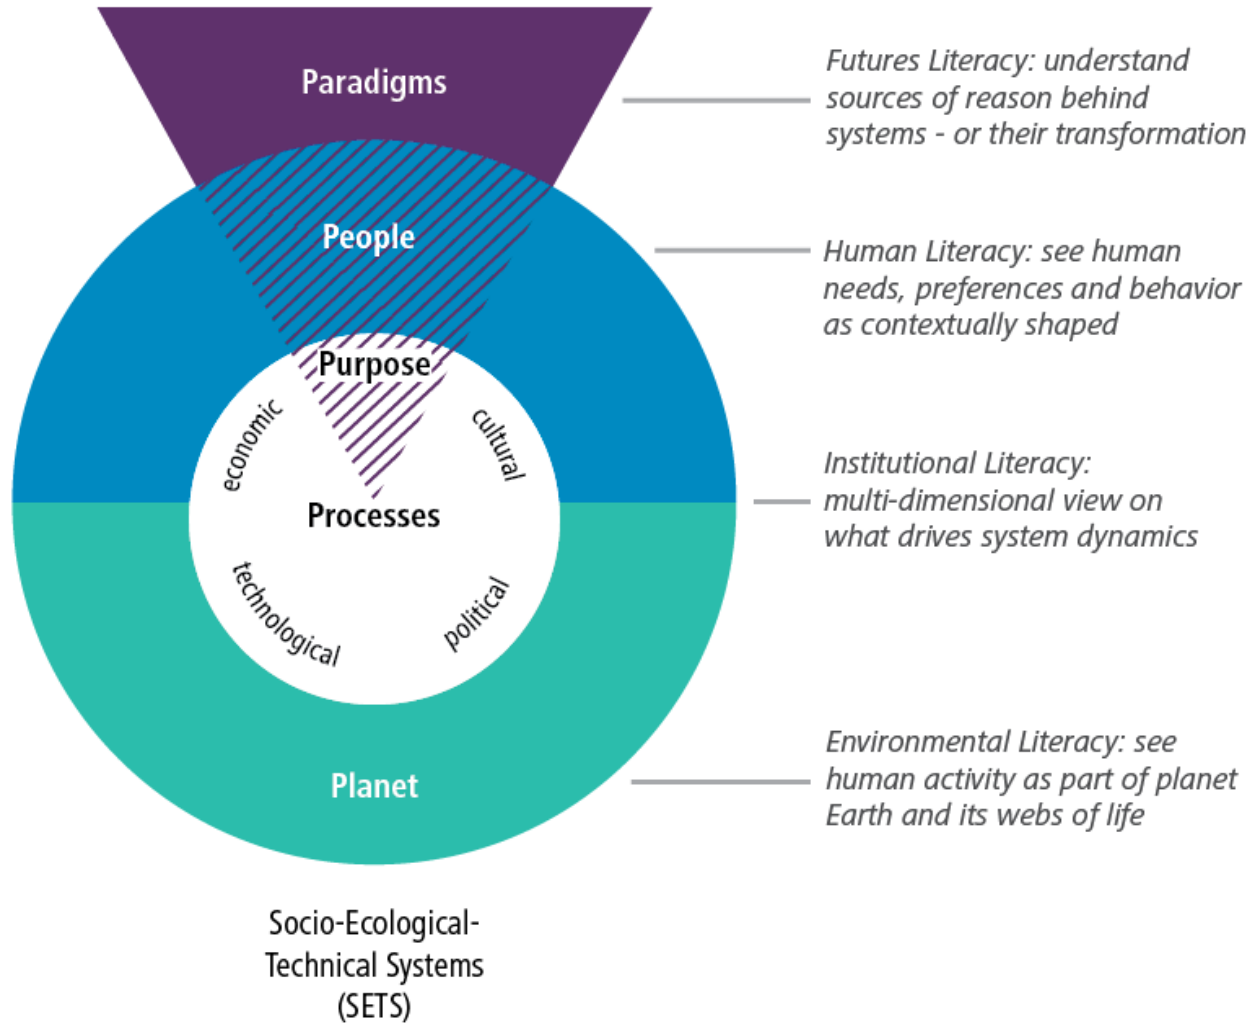 Paradigms
Futures Literacy: understand
sources of reason behind
systems - or their transformation
People
Human Literacy: see human
needs, preferences and behavior
as contextually shaped
Purpose
economic
cultural
Processes
technological
political
Institutional Literacy:
multi-dimensional view on
what drives system dynamics
Planet
Environmental Literacy: see
human activity as part of planet
Earth and its webs of life
Socio-Ecological-
Technical Systems
(SETS)